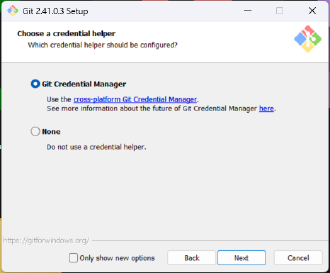 Git 2.41.0.3 Setup
Choose a credential helper
Which credential helper should be configured?
Git Credential Manager
Use the cross-platform Git Credential Manager.
See more information about the future of Git Credential Manager here.
None
Do not use a credential helper.
https://gitforwindows.org/
Only show new options
Back
Next
Cancel